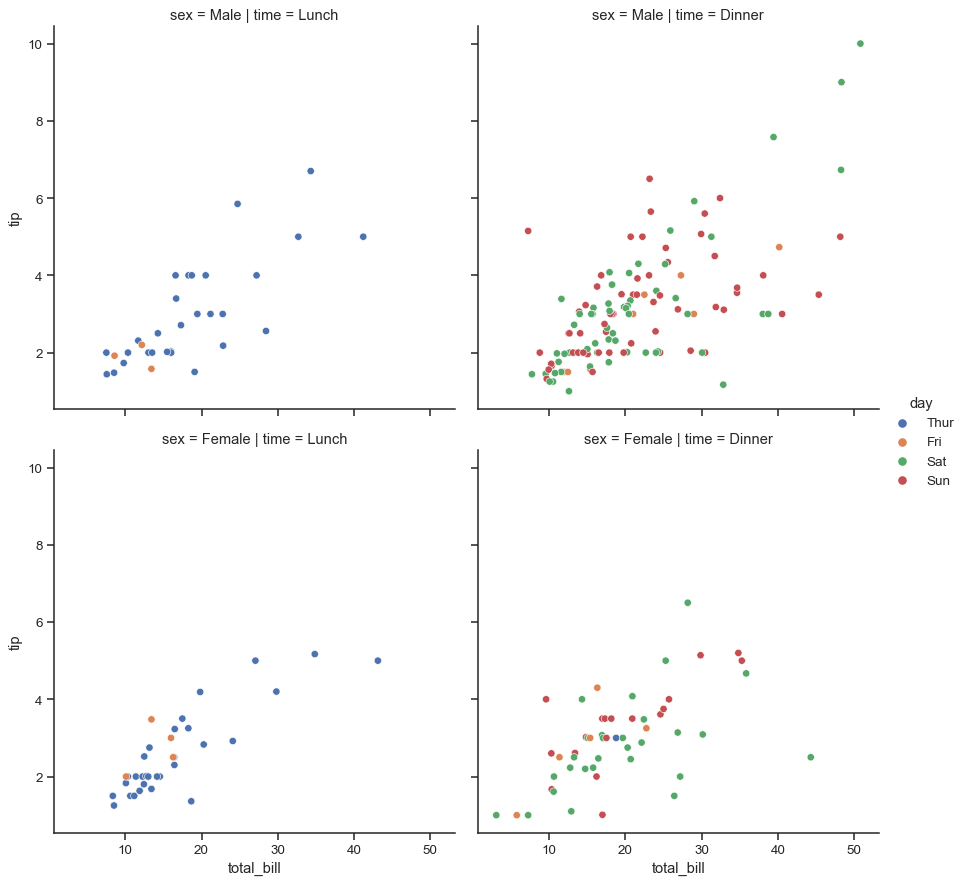 sex = Male | time = Lunch
sex = Male | time = Dinner
10
8
6
4
2
tip
sex = Female | time = Lunch
sex = Female | time = Dinner
10
8
6
4
2
tip
10 20 30 40 50
total_bill
10 20 30 40 50
total_bill
day
Thur
Fri
Sat
Sun